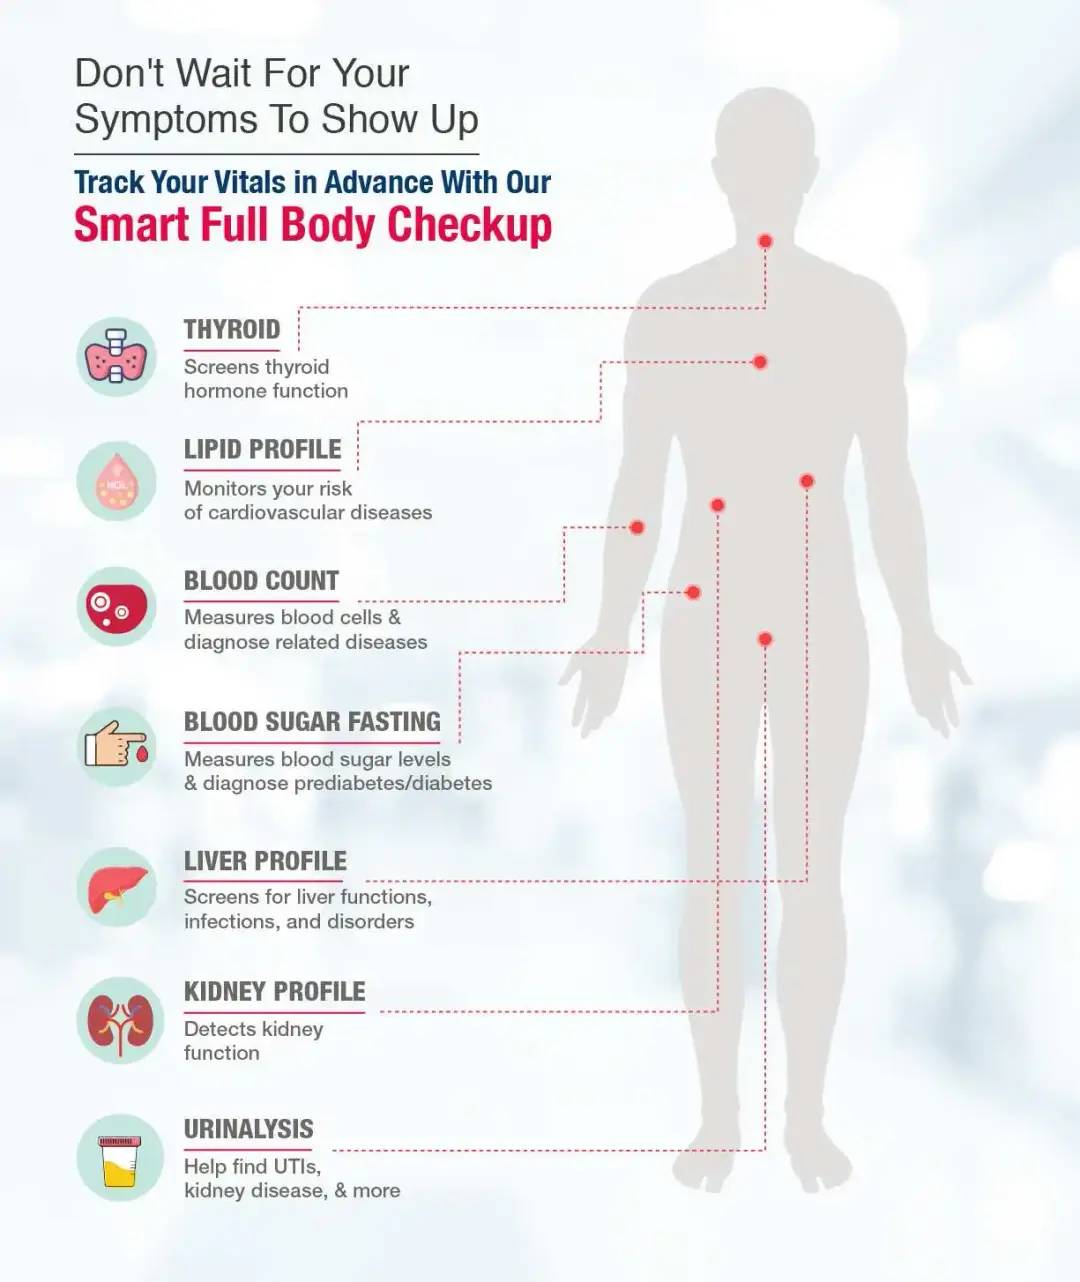 Don't Wait For Your
Symptoms To Show Up
Track Your Vitals in Advance With Our
Smart Full Body Checkup
THYROID
Screens thyroid
hormone function
LIPID PROFILE
Monitors your risk
of cardiovascular diseases
BLOOD COUNT
Measures blood cells &
diagnose related diseases
BLOOD SUGAR FASTING
Measures blood sugar levels
& diagnose prediabetes/diabetes
LIVER PROFILE
Screens for liver functions,
infections, and disorders
KIDNEY PROFILE
Detects kidney
function
URINALYSIS
Help find UTIs,
kidney disease, & more